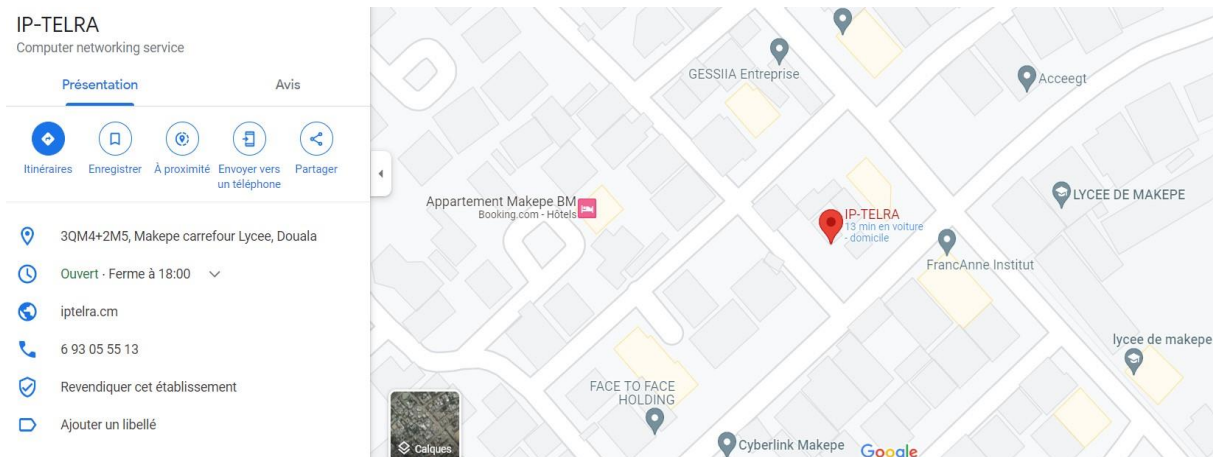 IP-TELRA
Computer networking service
Présentation
Avis
Itinéraires
Enregistrer
À proximité
Envoyer vers
un téléphone
Partager
3QM4+2M5, Makepe carrefour Lycee, Douala
Ouvert · Ferme à 18:00
iptelra.cm
6 93 05 55 13
Revendiquer cet établissement
Ajouter un libellé
GESSIIA Entreprise
Acceegt
Appartement Makepe BM
Booking.com - Hôtels
LYCEE DE MAKEPE
IP-TELRA
13 min en voiture
- domicile
FrancAnne Institut
lycee de makepe
FACE TO FACE
HOLDING
Calques
Cyberlink Makepe
Google